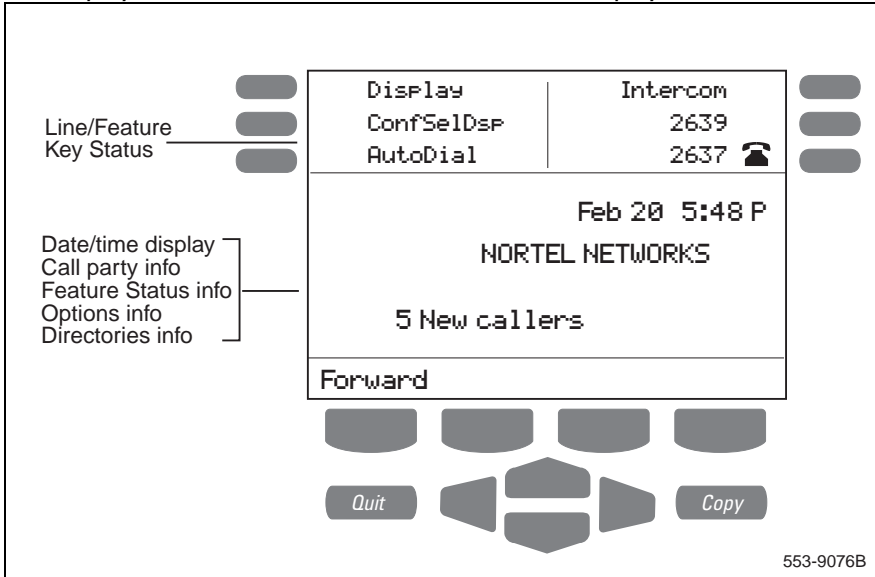 Display Intercom
ConfSelDsp 2639
AutoDial 2637
Line/Feature
Key Status
Feb 20 5:48 P
NORTEL NETWORKS
5 New callers
Date/time display
Call party info
Feature Status info
Options info
Directories info
Forward
Quit Copy
553-9076B